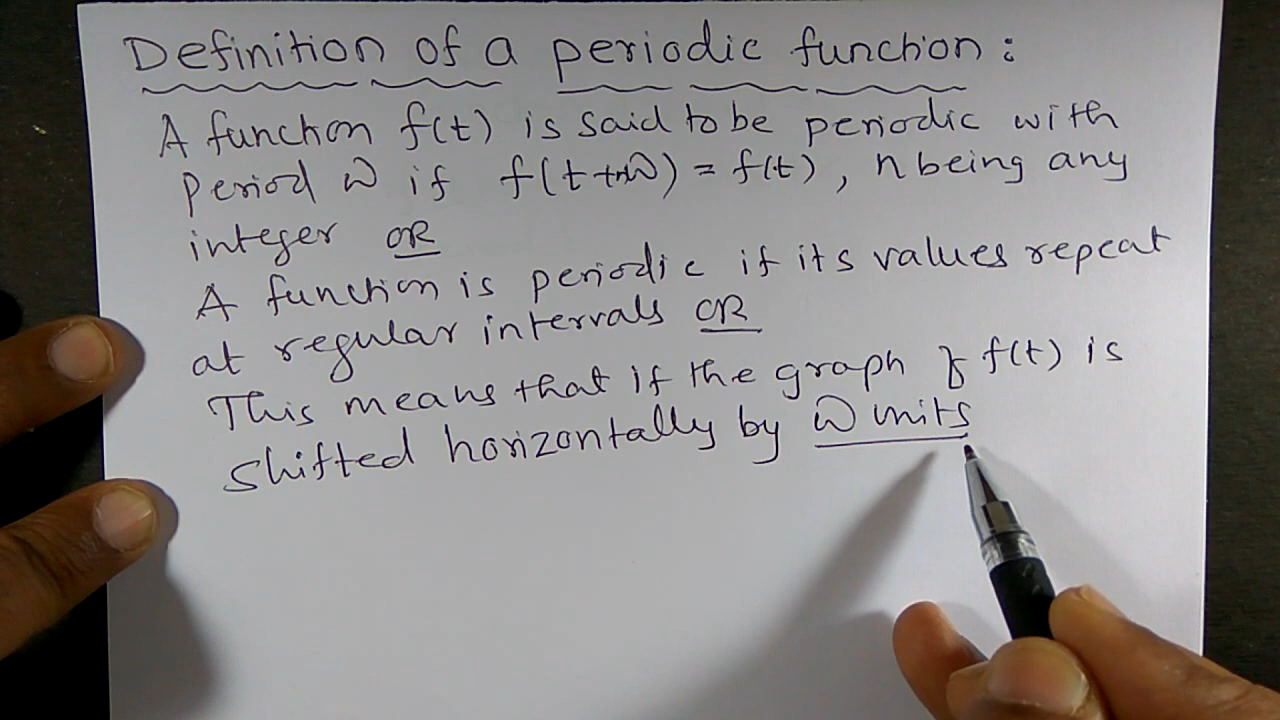 Definition of a periodic function :
A function f(t) is said to be periodic with
period ω if f(t+nω) = f(t), n being any
integer OR
A function is periodic if its values repeat
at regular intervals OR
This means that if the graph of f(t) is
shifted horizontally by ω units